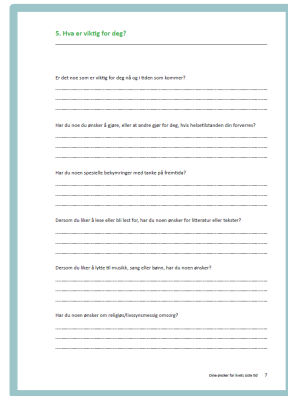 5. Hva er viktig for deg?
Er det noe som er viktig for deg nå og i tiden som kommer?
Har du noe du ønsker å gjøre, eller at andre gjør for deg, hvis helsetilstanden din forverres?
Har du noen spesielle bekymringer med tanke på fremtida?
Dersom du liker å lese eller bli lest for, har du noen ønsker for litteratur eller tekster?
Dersom du liker å lytte til musikk, sang eller bønn, har du noen ønsker?
Har du noen ønsker om religiøs/livssynsmessig omsorg?
Dine ønsker for livets siste tid 7